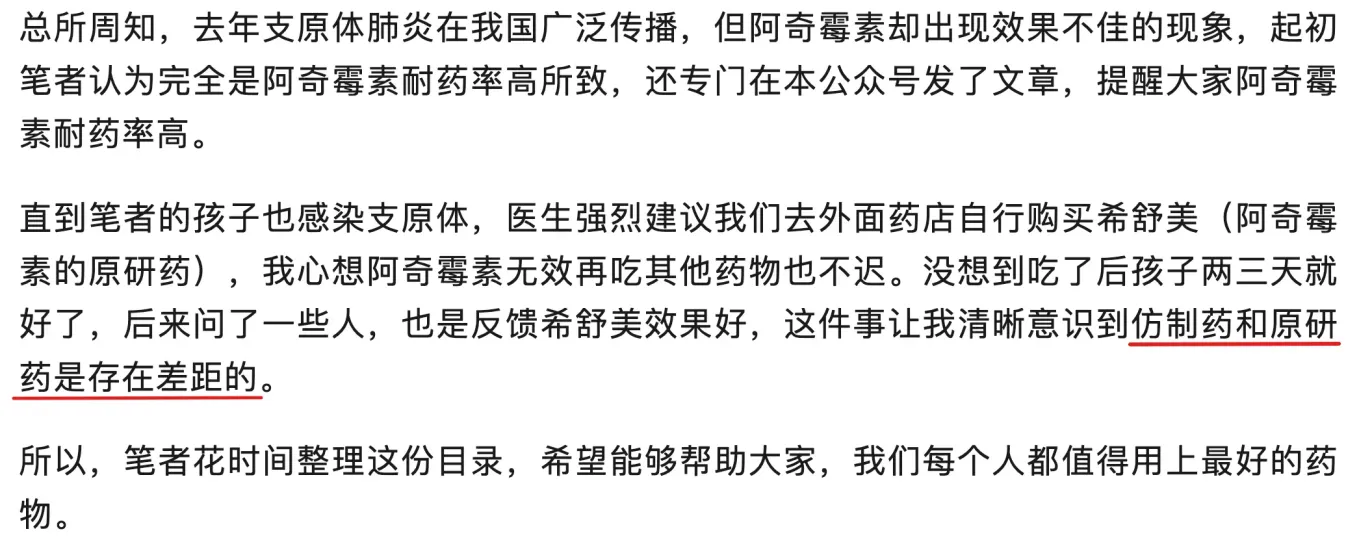 总所周知，去年支原体肺炎在我国广泛传播，但阿奇霉素却出现效果不佳的现象，起初
笔者认为完全是阿奇霉素耐药率高所致，还专门在本公众号发了文章，提醒大家阿奇霉
素耐药率高。
直到笔者的孩子也感染支原体，医生强烈建议我们去外面药店自行购买希舒美（阿奇霉
素的原研药），我心想阿奇霉素无效再吃其他药物也不迟。没想到吃了后孩子两三天就
好了，后来问了一些人，也是反馈希舒美效果好，这件事让我清晰意识到仿制药和原研
药是存在差距的。
所以，笔者花时间整理这份目录，希望能够帮助大家，我们每个人都值得用上最好的药
物。